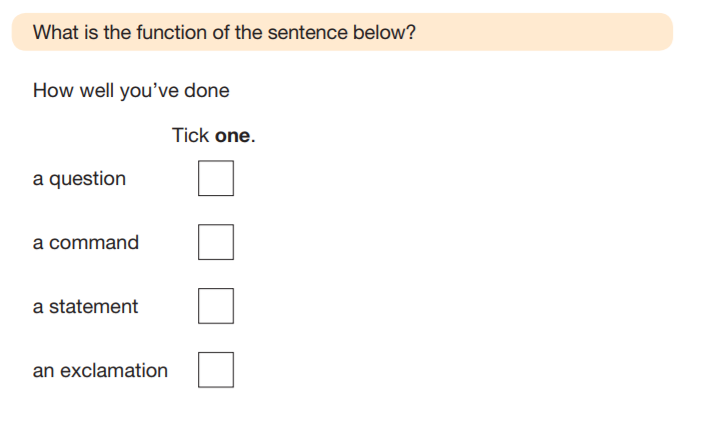 What is the function of the sentence below?
How well you’ve done
Tick one.
a question
a command
a statement
an exclamation